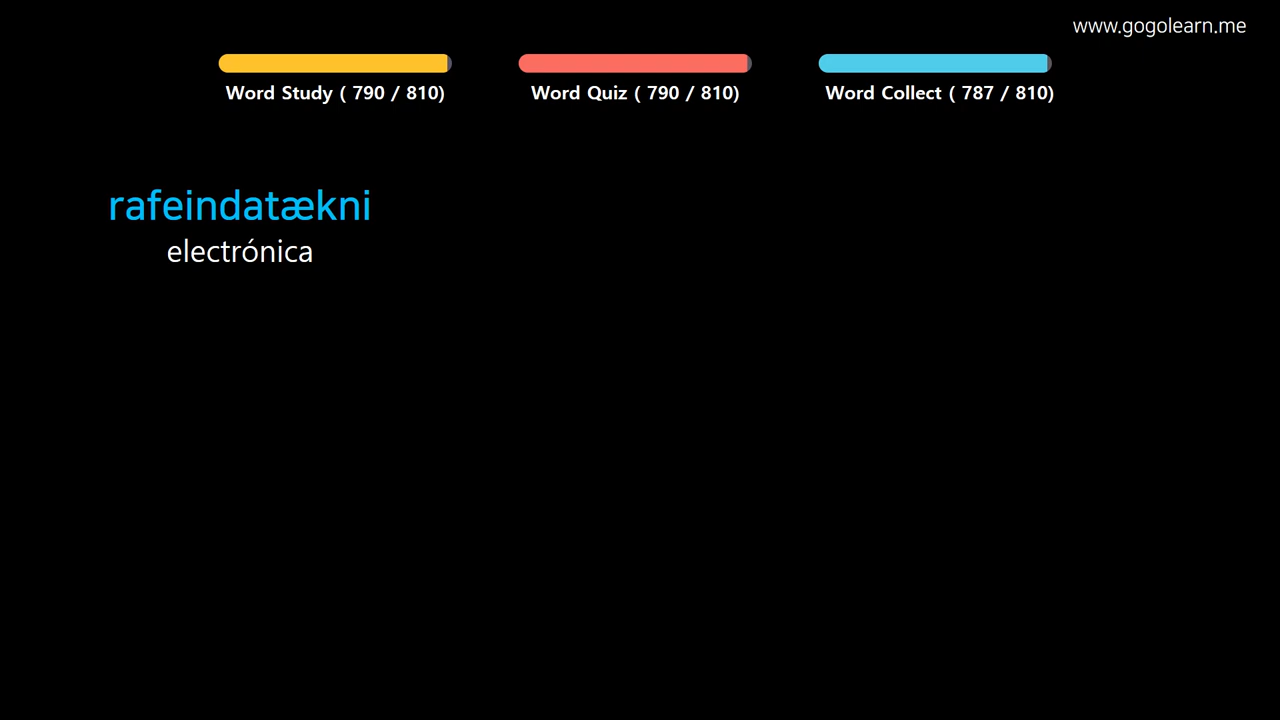 www.gogolearn.me
Word Study ( 790 / 810)
Word Quiz ( 790 / 810)
Word Collect ( 787 / 810)
rafeindatækni
electrónica